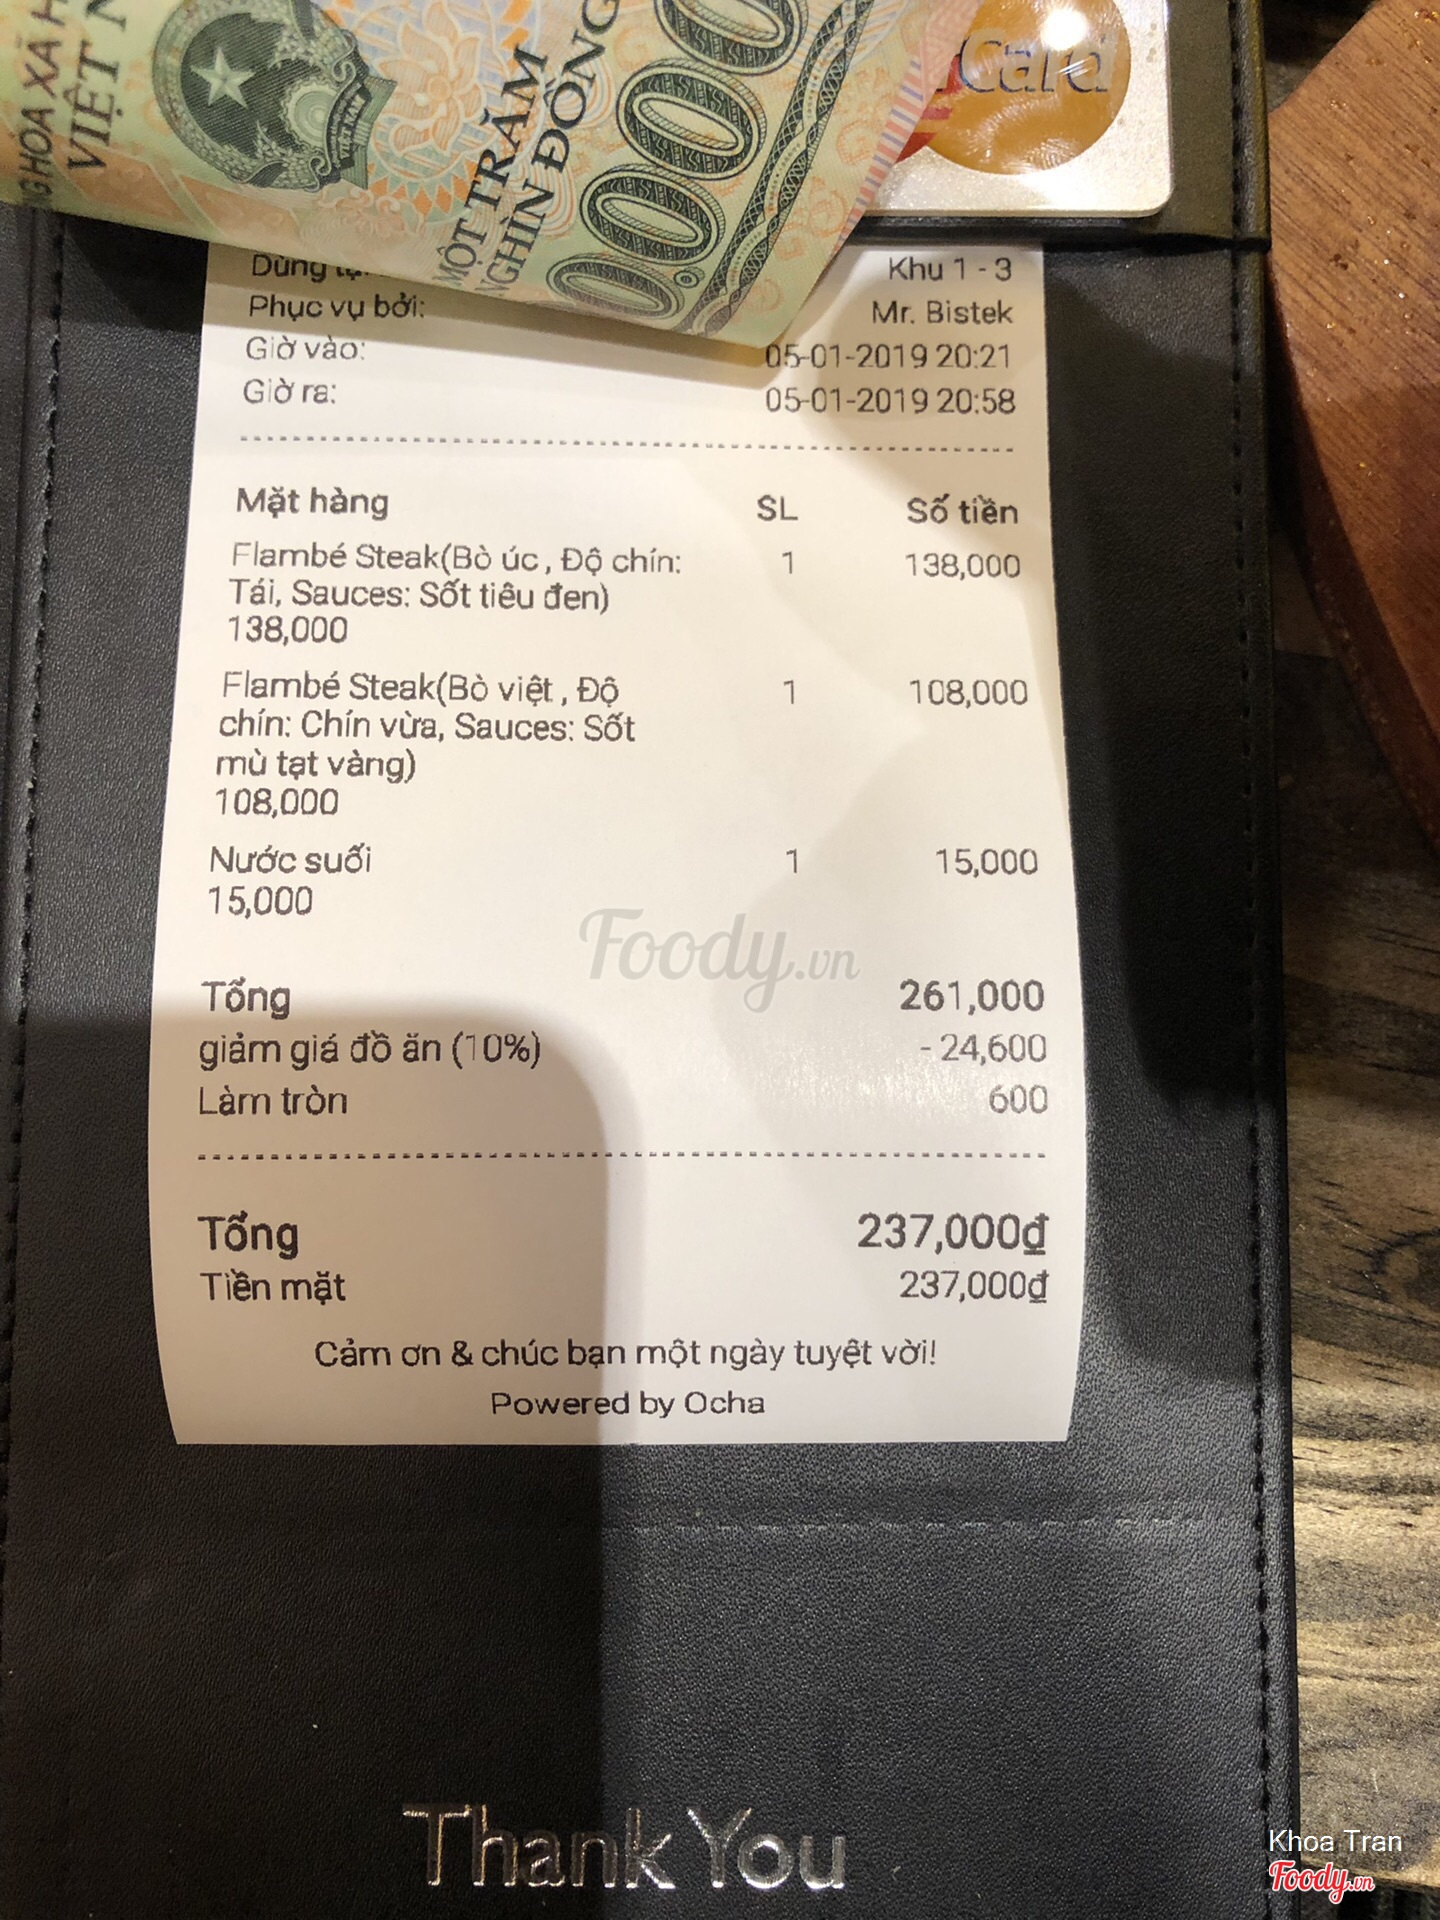 VIỆT N
MỘT TRĂM
NGHÌN ĐỒNG
Card
Dùng
Khu 1 - 3
Phục vụ bởi: Mr. Bistek
Giờ vào: 05-01-2019 20:21
Giờ ra: 05-01-2019 20:58
Mặt hàng SL Số tiền
Flambé Steak(Bò úc , Độ chín: 1 138,000
Tái, Sauces: Sốt tiêu đen)
138,000
Flambé Steak(Bò việt , Độ 1 108,000
chín: Chín vừa, Sauces: Sốt
mù tạt vàng)
108,000
Nước suối 1 15,000
15,000
Foody.vn
Tổng 261,000
giảm giá đồ ăn (10%) - 24,600
Làm tròn 600
Tổng 237,000₫
Tiền mặt 237,000₫
Cảm ơn & chúc bạn một ngày tuyệt vời!
Powered by Ocha
Thank You
Khoa Tran
Foody.vn